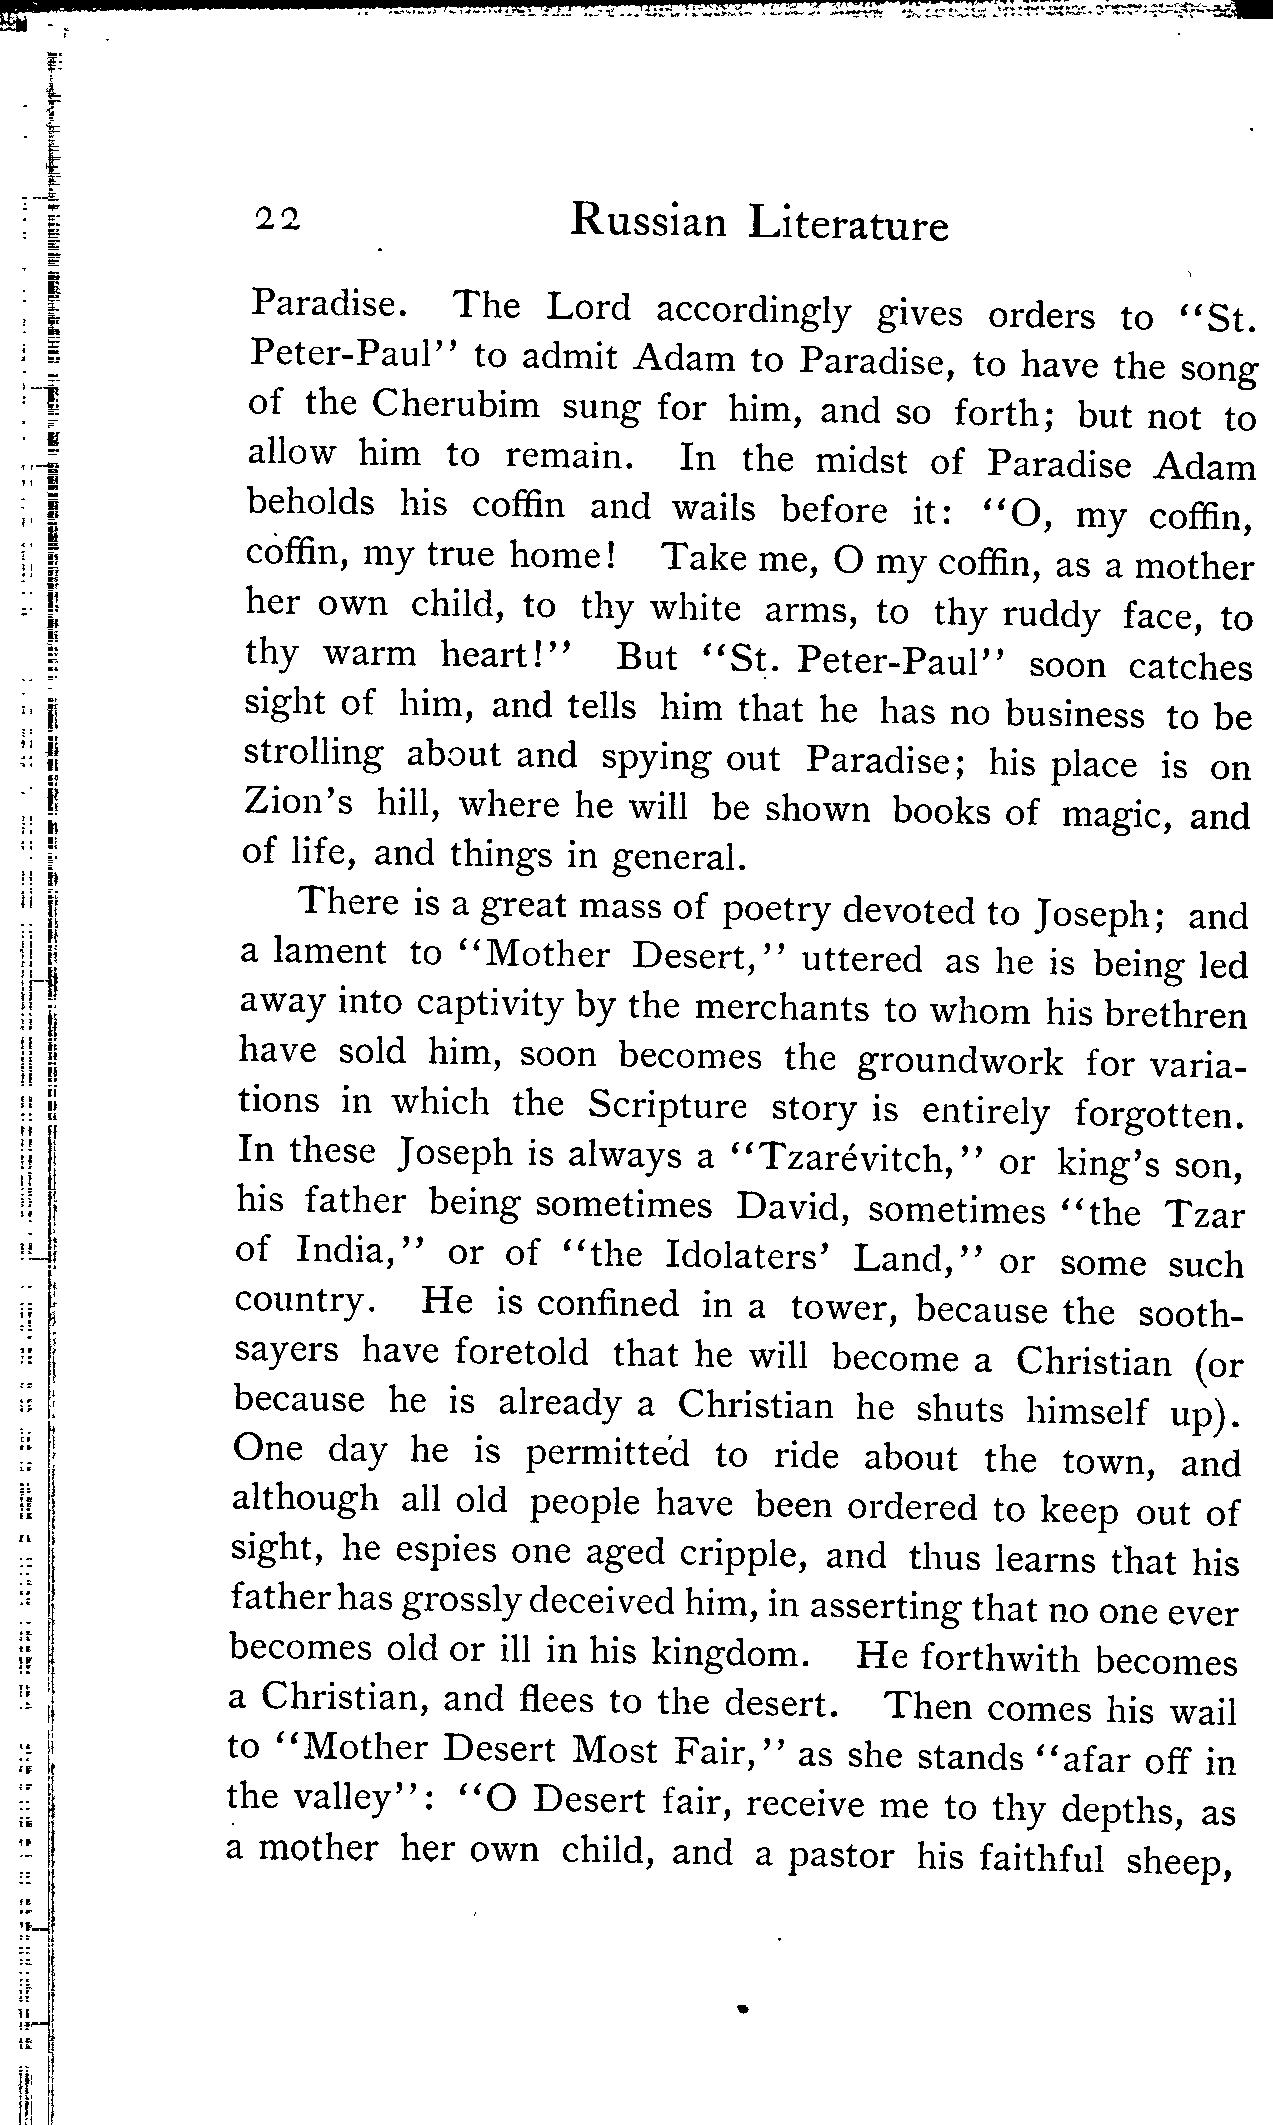 22 Russian Literature
Paradise. The Lord accordingly gives orders to “St.
Peter-Paul” to admit Adam to Paradise, to have the song
of the Cherubim sung for him, and so forth; but not to
allow him to remain. In the midst of Paradise Adam
beholds his coffin and wails before it: “O, my coffin,
coffin, my true home! Take me, O my coffin, as a mother
her own child, to thy white arms, to thy ruddy face, to
thy warm heart!” But “St. Peter-Paul” soon catches
sight of him, and tells him that he has no business to be
strolling about and spying out Paradise; his place is on
Zion’s hill, where he will be shown books of magic, and
of life, and things in general.
There is a great mass of poetry devoted to Joseph; and
a lament to “Mother Desert,” uttered as he is being led
away into captivity by the merchants to whom his brethren
have sold him, soon becomes the groundwork for varia-
tions in which the Scripture story is entirely forgotten.
In these Joseph is always a “Tzarévitch,” or king’s son,
his father being sometimes David, sometimes “the Tzar
of India,” or of “the Idolaters’ Land,” or some such
country. He is confined in a tower, because the sooth-
sayers have foretold that he will become a Christian (or
because he is already a Christian he shuts himself up).
One day he is permitted to ride about the town, and
although all old people have been ordered to keep out of
sight, he espies one aged cripple, and thus learns that his
father has grossly deceived him, in asserting that no one ever
becomes old or ill in his kingdom. He forthwith becomes
a Christian, and flees to the desert. Then comes his wail
to “Mother Desert Most Fair,” as she stands “afar off in
the valley”: “O Desert fair, receive me to thy depths, as
a mother her own child, and a pastor his faithful sheep,